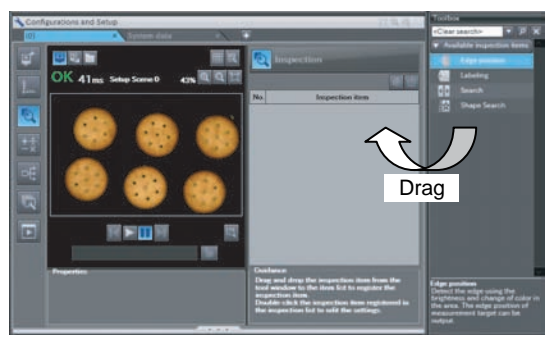 Configurations and Setup
System data
OK 41ms Setup Scene 0 43%
Inspection
No. Inspection item
Properties
Guidance
Drag and drop the inspection item from the
tool window to the item list to register the
inspection item.
Double-click the inspection item registered in
the inspection list to edit the settings.
Toolbox
<Clear search>
Available inspection items
Edge position
Labeling
Search
Shape Search
Drag
Edge position
Detect the edge using the
brightness and change of color in
the area. The edge position of
measurement target can be
output.